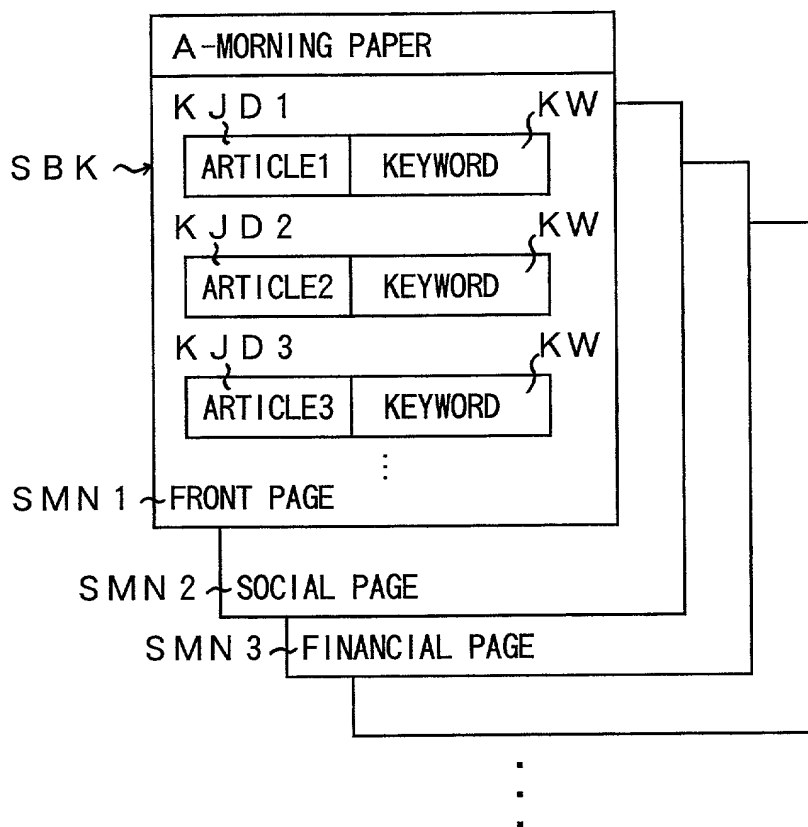 A-MORNING PAPER
KJD1 KW
SBK ARTICLE1 KEYWORD
KJD2 KW
ARTICLE2 KEYWORD
KJD3 KW
ARTICLE3 KEYWORD
SMN1 FRONT PAGE
SMN2 SOCIAL PAGE
SMN3 FINANCIAL PAGE